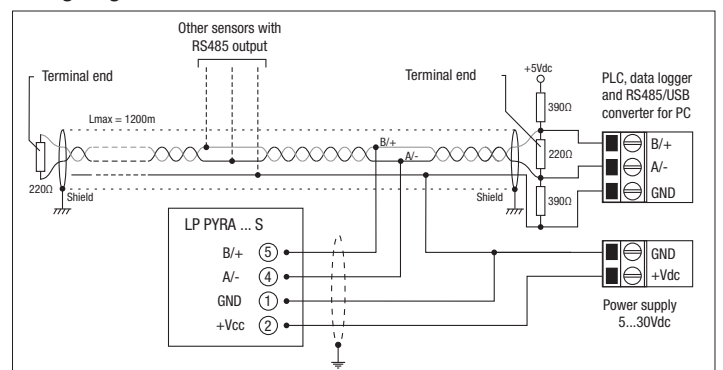 Other sensors with
RS485 output
Terminal end
Terminal end
+5Vdc
PLC, data logger
and RS485/USB
converter for PC
Lmax = 1200m
390Ω
B/+
A/-
220Ω
B/+
A/-
GND
220Ω
Shield
Shield
390Ω
LP PYRA ... S
B/+ 5
A/- 4
GND 1
+Vcc 2
GND
+Vdc
Power supply
5...30Vdc